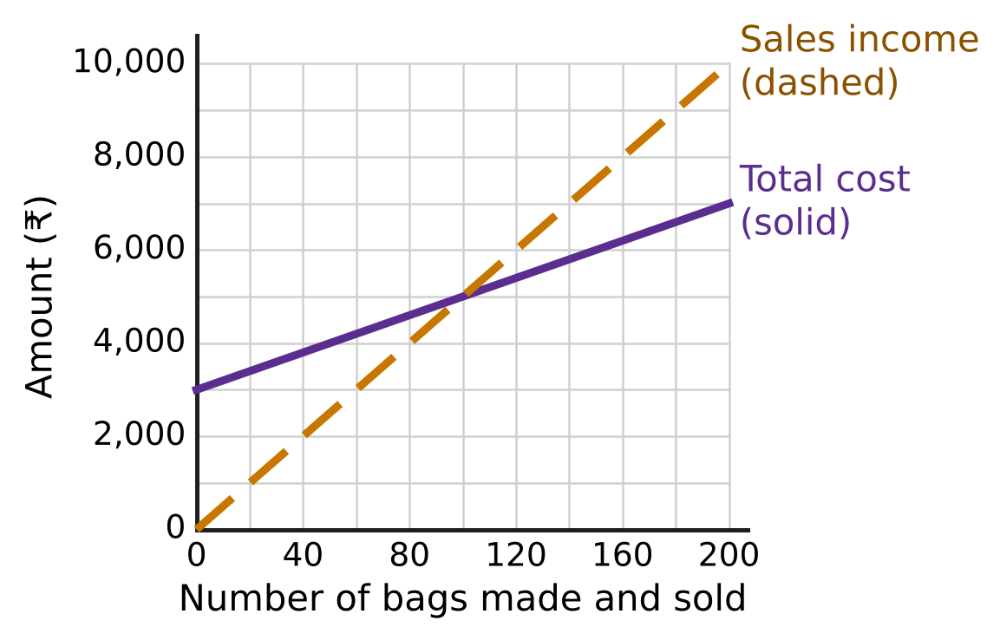 Sales income
(dashed)
Total cost
(solid)
Amount (₹)
10,000
8,000
6,000
4,000
2,000
0
0 40 80 120 160 200
Number of bags made and sold